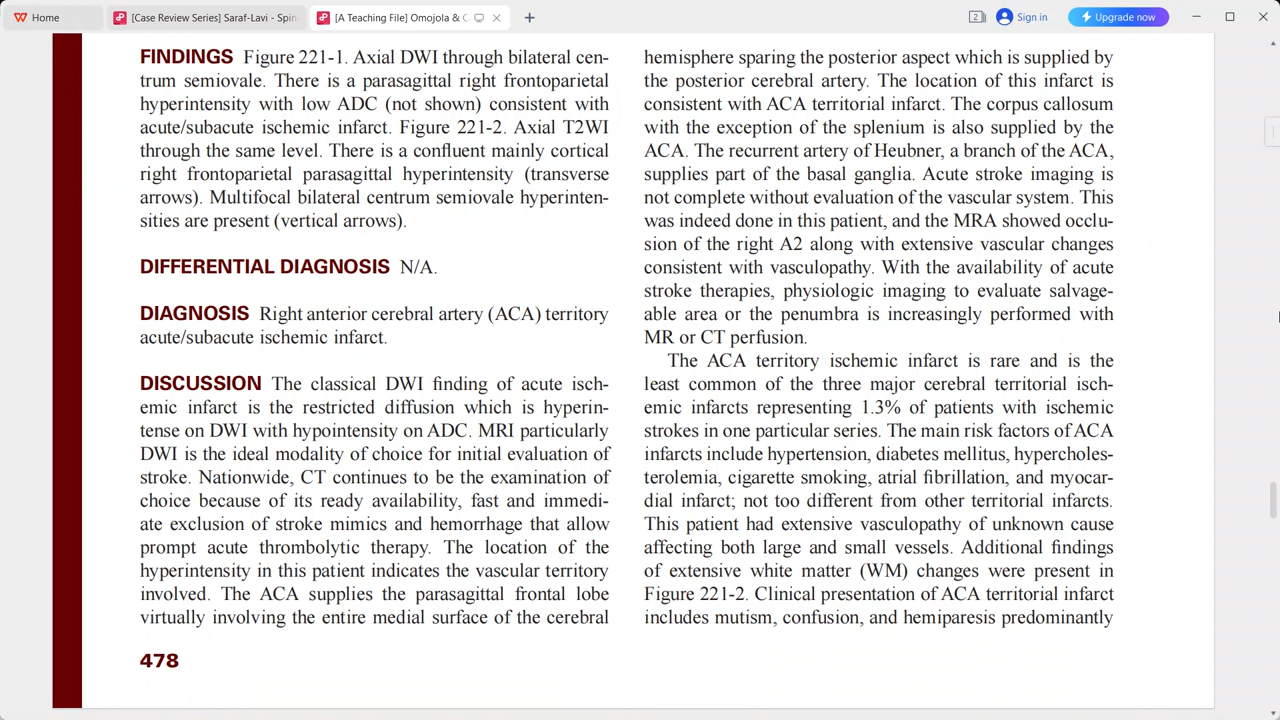 Home
[Case Review Series] Saraf-Lavi - Spin
[A Teaching File] Omojola & C
2
Sign in
Upgrade now
FINDINGS Figure 221-1. Axial DWI through bilateral cen-
trum semiovale. There is a parasagittal right frontoparietal
hyperintensity with low ADC (not shown) consistent with
acute/subacute ischemic infarct. Figure 221-2. Axial T2WI
through the same level. There is a confluent mainly cortical
right frontoparietal parasagittal hyperintensity (transverse
arrows). Multifocal bilateral centrum semiovale hyperinten-
sities are present (vertical arrows).
DIFFERENTIAL DIAGNOSIS N/A.
DIAGNOSIS Right anterior cerebral artery (ACA) territory
acute/subacute ischemic infarct.
DISCUSSION The classical DWI finding of acute isch-
emic infarct is the restricted diffusion which is hyperin-
tense on DWI with hypointensity on ADC. MRI particularly
DWI is the ideal modality of choice for initial evaluation of
stroke. Nationwide, CT continues to be the examination of
choice because of its ready availability, fast and immedi-
ate exclusion of stroke mimics and hemorrhage that allow
prompt acute thrombolytic therapy. The location of the
hyperintensity in this patient indicates the vascular territory
involved. The ACA supplies the parasagittal frontal lobe
virtually involving the entire medial surface of the cerebral
hemisphere sparing the posterior aspect which is supplied by
the posterior cerebral artery. The location of this infarct is
consistent with ACA territorial infarct. The corpus callosum
with the exception of the splenium is also supplied by the
ACA. The recurrent artery of Heubner, a branch of the ACA,
supplies part of the basal ganglia. Acute stroke imaging is
not complete without evaluation of the vascular system. This
was indeed done in this patient, and the MRA showed occlu-
sion of the right A2 along with extensive vascular changes
consistent with vasculopathy. With the availability of acute
stroke therapies, physiologic imaging to evaluate salvage-
able area or the penumbra is increasingly performed with
MR or CT perfusion.
The ACA territory ischemic infarct is rare and is the
least common of the three major cerebral territorial isch-
emic infarcts representing 1.3% of patients with ischemic
strokes in one particular series. The main risk factors of ACA
infarcts include hypertension, diabetes mellitus, hypercholes-
terolemia, cigarette smoking, atrial fibrillation, and myocar-
dial infarct; not too different from other territorial infarcts.
This patient had extensive vasculopathy of unknown cause
affecting both large and small vessels. Additional findings
of extensive white matter (WM) changes were present in
Figure 221-2. Clinical presentation of ACA territorial infarct
includes mutism, confusion, and hemiparesis predominantly
478